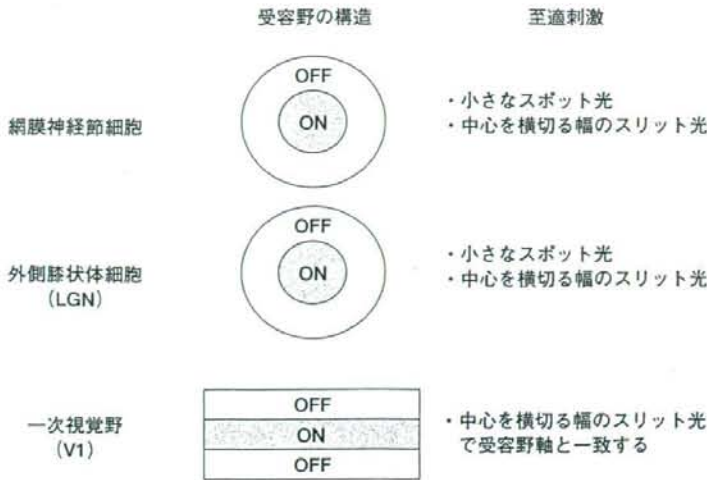 受容野の構造
至適刺激
網膜神経節細胞
OFF
ON
・小さなスポット光
・中心を横切る幅のスリット光
外側膝状体細胞
(LGN)
OFF
ON
・小さなスポット光
・中心を横切る幅のスリット光
一次視覚野
(V1)
OFF
ON
OFF
・中心を横切る幅のスリット光
で受容野軸と一致する